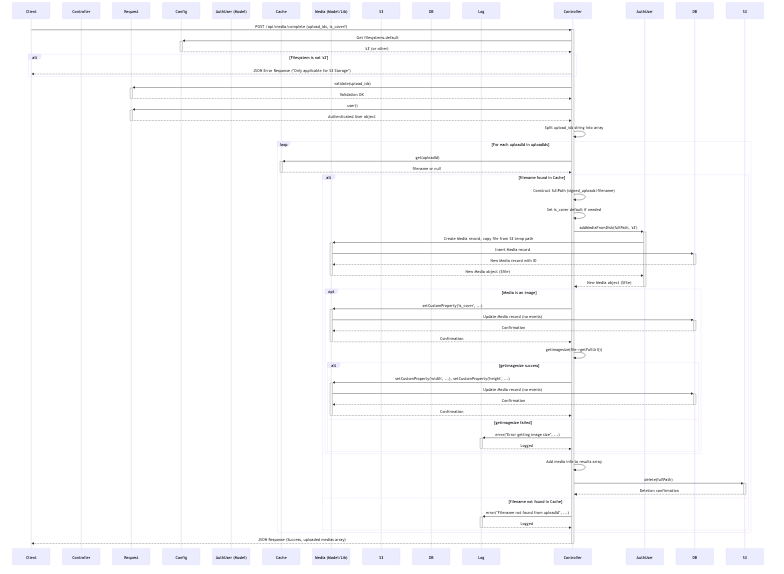 Client Controller Request Config AuthUser (Model) Cache Media (Model/Lib) S3 DB Log Controller AuthUser DB S3
POST /api/media/complete (upload_ids, is_cover?)
Get filesystems.default
's3' (or other)
alt [Filesystem is not 's3']
JSON Error Response ("Only applicable for S3 Storage")
validate(upload_ids)
Validation OK
user()
Authenticated User object
Split upload_ids string into array
loop [For each uploadId in uploadIds]
get(uploadId)
filename or null
alt [Filename found in Cache]
Construct fullPath (signed_uploads/filename)
Set is_cover default if needed
addMediaFromDisk(fullPath, 's3')
Create Media record, copy file from S3 temp path
Insert Media record
New Media record with ID
New Media object ($file)
New Media object ($file)
opt [Media is an image]
setCustomProperty('is_cover', ...)
Update Media record (no events)
Confirmation
Confirmation
getimagesize(file->getFullUrl())
alt [getimagesize success]
setCustomProperty(width, ...), setCustomProperty(height, ...)
Update Media record (no events)
Confirmation
Confirmation
[getimagesize failed]
error('Error getting image size', ...)
Logged
Add media info to results array
delete(fullPath)
Deletion confirmation
[Filename not found in Cache]
error("Filename not found from uploadId", ...)
Logged
JSON Response (Success, uploaded medias array)
Client Controller Request Config AuthUser (Model) Cache Media (Model/Lib) S3 DB Log Controller AuthUser DB S3